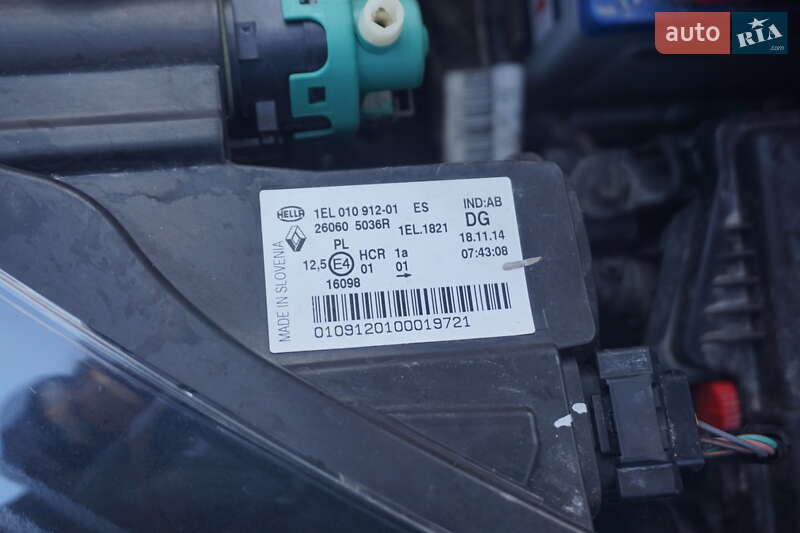 auto RIA.com
HELLA 1EL 010 912-01 ES IND:AB
26060 5036R 1EL.1821 DG
18.11.14
PL HCR 1a 07:43:08
12,5 E4 01 01
16098
MADE IN SLOVENIA
0109120100019721